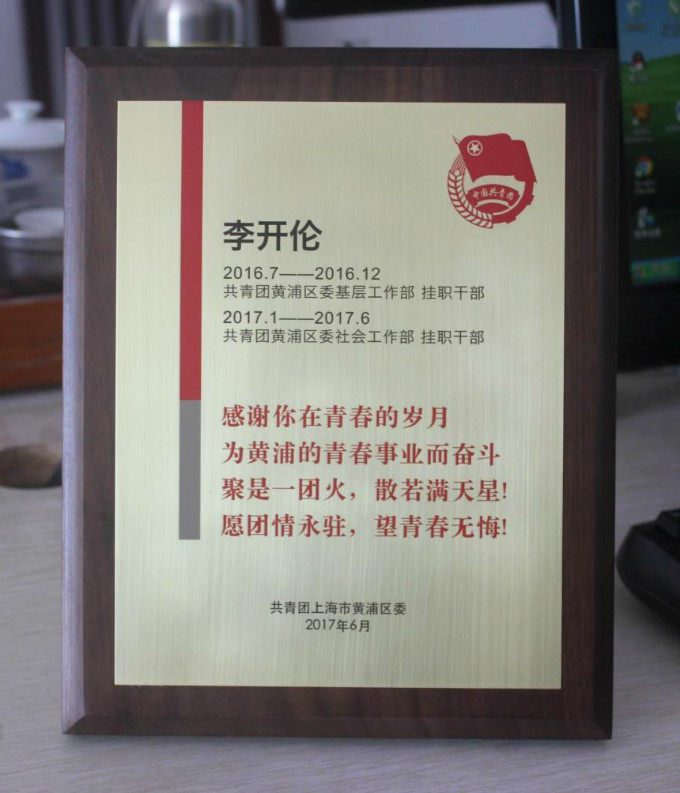 中国共青团
李开伦
2016.7——2016.12
共青团黄浦区委基层工作部 挂职干部
2017.1——2017.6
共青团黄浦区委社会工作部 挂职干部
感谢你在青春的岁月
为黄浦的青春事业而奋斗
聚是一团火，散若满天星!
愿团情永驻，望青春无悔!
共青团上海市黄浦区委
2017年6月